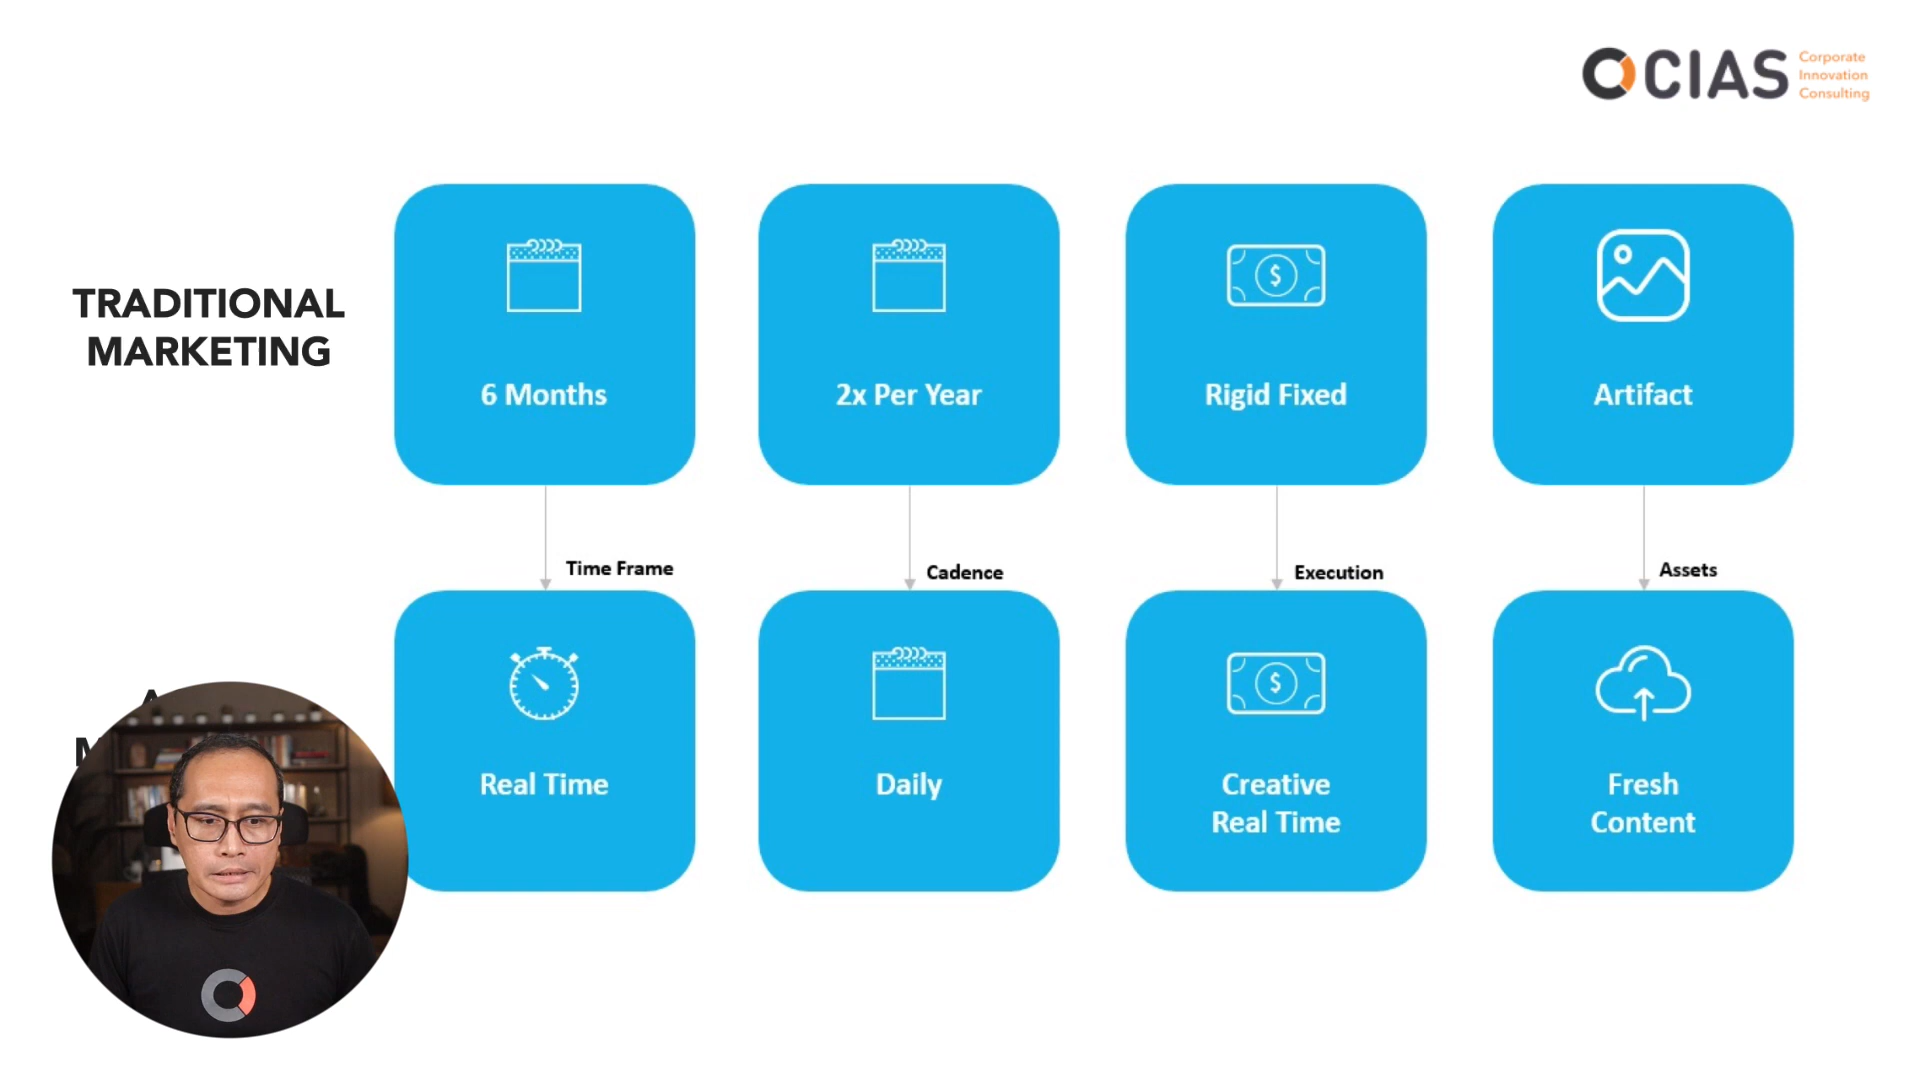 CIAS
Corporate
Innovation
Consulting
TRADITIONAL
MARKETING
6 Months
2x Per Year
Rigid Fixed
Artifact
Time Frame
Cadence
Execution
Assets
Real Time
Daily
Creative
Real Time
Fresh
Content